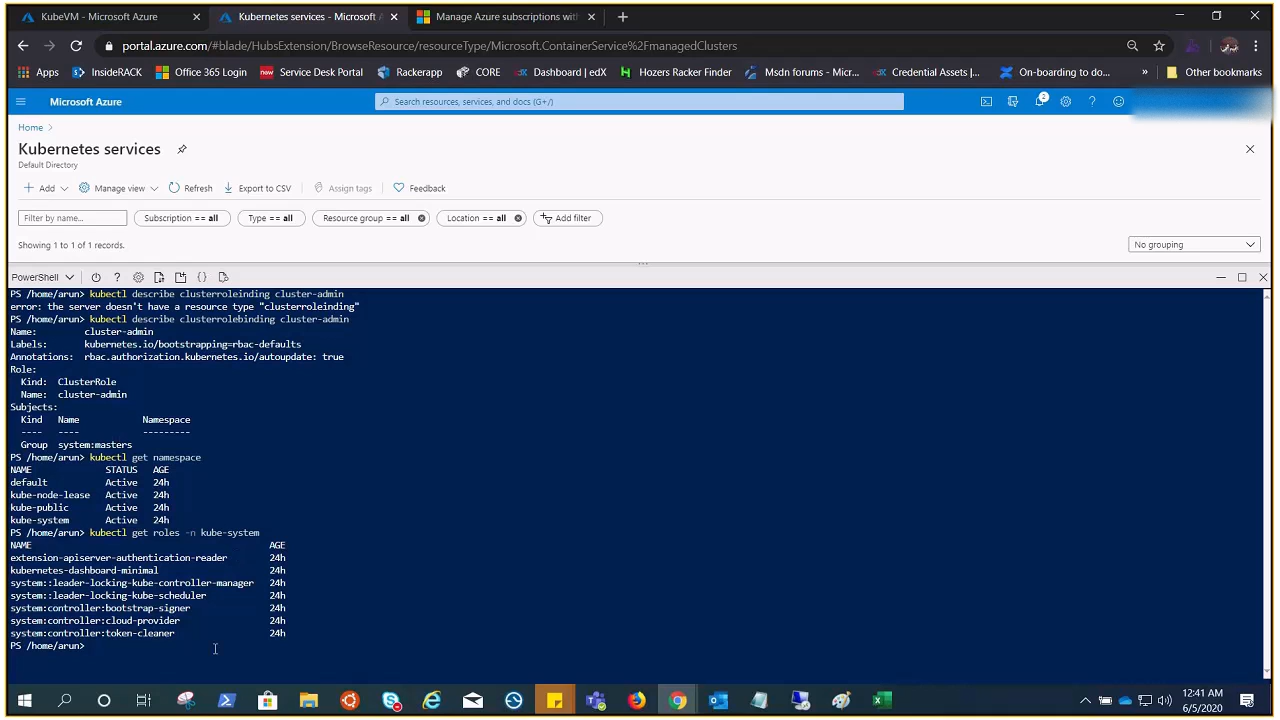 KubeVM - Microsoft Azure
Kubernetes services - Microsoft A
Manage Azure subscriptions with
portal.azure.com/#blade/HubsExtension/BrowseResource/resourceType/Microsoft.ContainerService%2FmanagedClusters
Apps InsideRACK Office 365 Login new Service Desk Portal Rackerapp CORE Dashboard | edX Hozers Racker Finder Msdn forums - Micr... Credential Assets |... On-boarding to do... » Other bookmarks
Microsoft Azure
Search resources, services, and docs (G+/)
2
Home >
Kubernetes services
Default Directory
Add Manage view Refresh Export to CSV Assign tags Feedback
Filter by name... Subscription == all Type == all Resource group == all Location == all Add filter
Showing 1 to 1 of 1 records. No grouping
PowerShell
PS /home/arun> kubectl describe clusterroleinding cluster-admin
error: the server doesn't have a resource type "clusterroleinding"
PS /home/arun> kubectl describe clusterrolebinding cluster-admin
Name: cluster-admin
Labels: kubernetes.io/bootstrapping=rbac-defaults
Annotations: rbac.authorization.kubernetes.io/autoupdate: true
Role:
Kind: ClusterRole
Name: cluster-admin
Subjects:
Kind Name Namespace
---- ---- ---------
Group system:masters
PS /home/arun> kubectl get namespace
NAME STATUS AGE
default Active 24h
kube-node-lease Active 24h
kube-public Active 24h
kube-system Active 24h
PS /home/arun> kubectl get roles -n kube-system
NAME AGE
extension-apiserver-authentication-reader 24h
kubernetes-dashboard-minimal 24h
system::leader-locking-kube-controller-manager 24h
system::leader-locking-kube-scheduler 24h
system:controller:bootstrap-signer 24h
system:controller:cloud-provider 24h
system:controller:token-cleaner 24h
PS /home/arun>
12:41 AM
6/5/2020